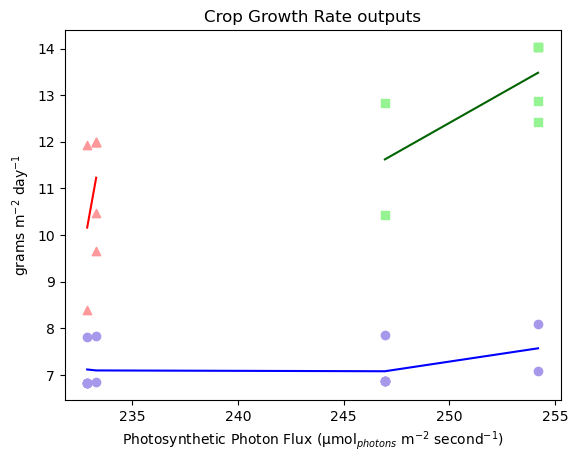 Crop Growth Rate outputs
14
13
12
11
10
9
8
7
grams m⁻² day⁻¹
235 240 245 250 255
Photosynthetic Photon Flux (μmol_photons m⁻² second⁻¹)